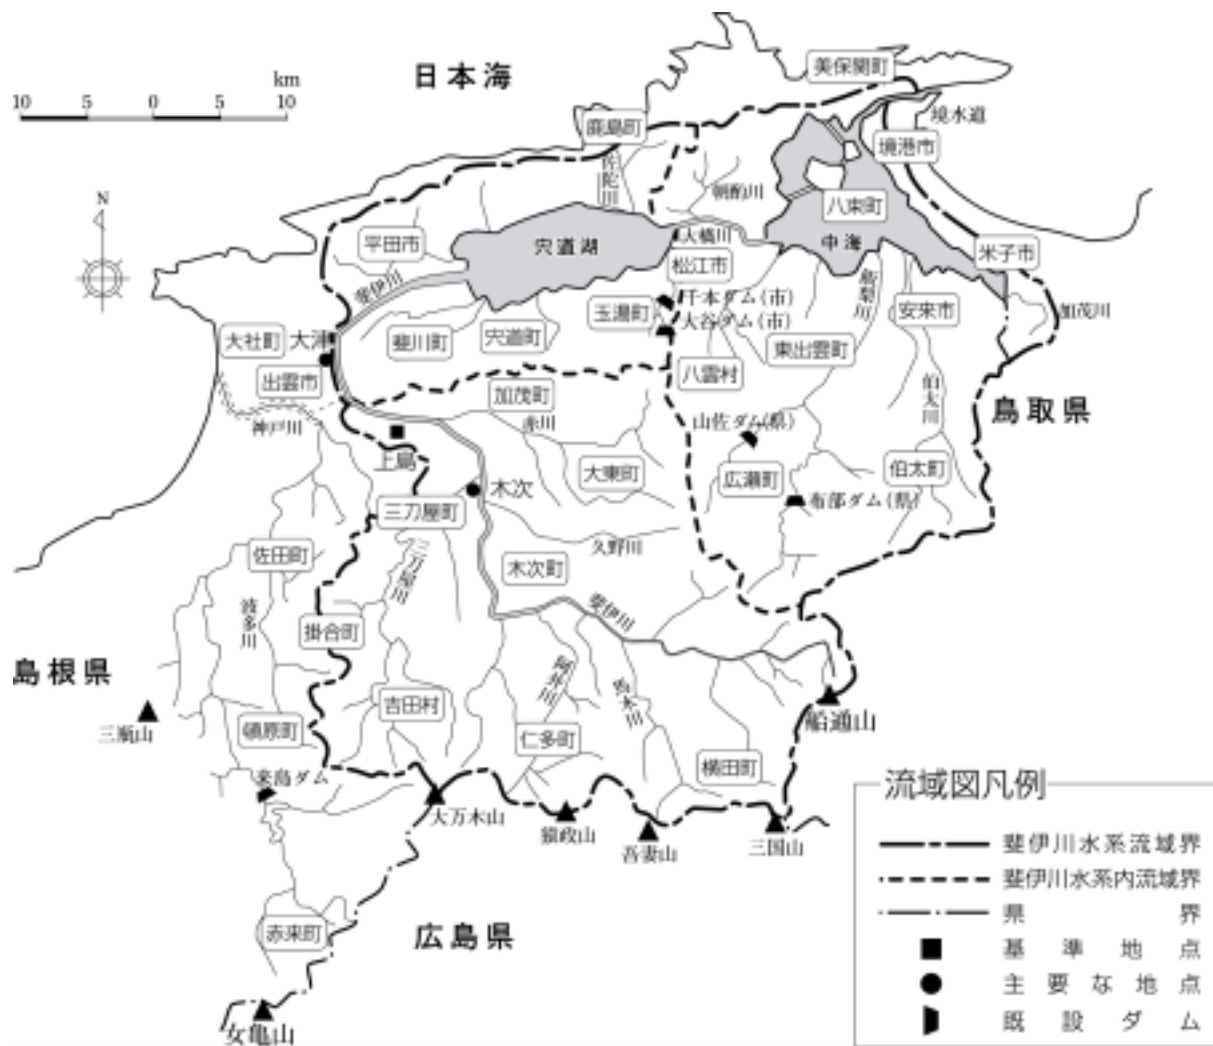 日本海
km
10 5 0 5 10
美保関町
境水道
鹿島町
境港市
佐陀川
朝酌川
N
八束町
平田市
宍道湖
大橋川
中海
米子市
松江市
斐伊川
飯梨川
千本ダム(市)
玉湯町
安来市
加茂川
大社町
大津
斐川町
宍道町
大谷ダム(市)
東出雲町
出雲市
八雲村
加茂町
伯太川
鳥取県
神戸川
赤川
山佐ダム(県)
上島
大東町
広瀬町
伯太町
木次
三刀屋町
布部ダム(県)
久野川
佐田町
三刀屋川
木次町
波多川
斐伊川
掛合町
島根県
阿井川
馬木川
吉田村
船通山
三瓶山
頓原町
仁多町
横田町
来島ダム
大万木山
猿政山
吾妻山
三国山
赤来町
広島県
女亀山
流域図凡例
斐伊川水系流域界
斐伊川水系内流域界
県界
基準地点
主要な地点
既設ダム